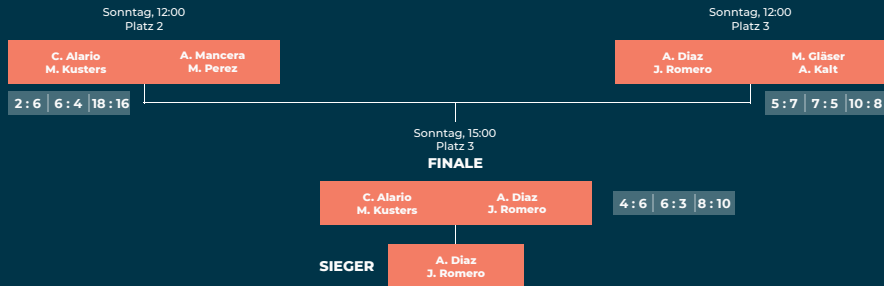 Sonntag, 12:00
Platz 2
C. Alario
M. Kusters
A. Mancera
M. Perez
2 : 6 | 6 : 4 | 18 : 16
Sonntag, 12:00
Platz 3
A. Diaz
J. Romero
M. Gläser
A. Kalt
5 : 7 | 7 : 5 | 10 : 8
Sonntag, 15:00
Platz 3
FINALE
C. Alario
M. Kusters
A. Diaz
J. Romero
4 : 6 | 6 : 3 | 8 : 10
SIEGER
A. Diaz
J. Romero